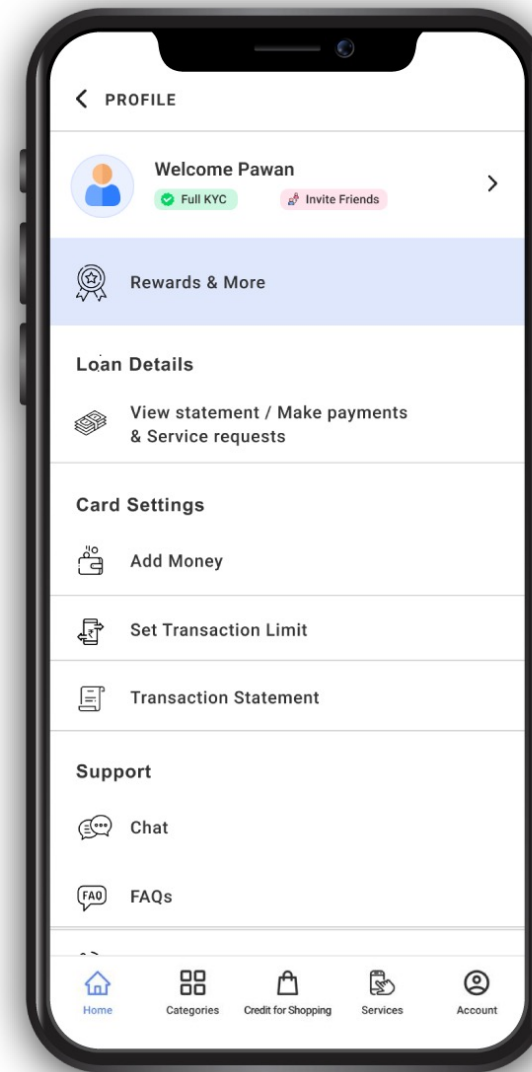 PROFILE
Welcome Pawan
Full KYC
Invite Friends
Rewards & More
Loan Details
View statement / Make payments
& Service requests
Card Settings
Add Money
Set Transaction Limit
Transaction Statement
Support
Chat
FAQ
FAQs
Home
Categories
Credit for Shopping
Services
Account